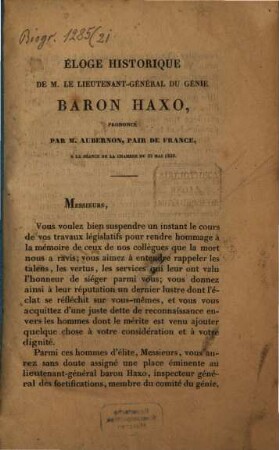 Biogr. 1285(2)
ÉLOGE HISTORIQUE
DE M. LE LIEUTENANT-GÉNÉRAL DU GÉNIE
BARON HAXO,
PRONONCÉ
PAR M. AUBERNON, PAIR DE FRANCE,
A LA SÉANCE DE LA CHAMBRE DU MAI
MESSIEURS,
Vous voulez bien suspendre un instant le cours
de vos travaux législatifs pour rendre hommage à
la mémoire de ceux de nos collègues que la mort
nous a ravis; vous aimez à entendre rappeler les
talens, les vertus, les services qui leur ont valu
l'honneur de siéger parmi vous; vous donnez
ainsi à leur réputation un dernier lustre dont l'é-
clat se réfléchit sur vous-mêmes, et vous vous
acquittez d'une juste dette de reconnaissance en-
vers les hommes dont le mérite est venu ajouter
quelque chose à votre considération et à votre
dignité.
Parmi ces hommes d'élite, Messieurs, vous au-
rez sans doute assigné une place éminente au
lieutenant-général baron Haxo, inspecteur géné-
ral des fortifications, membre du comité du génie,